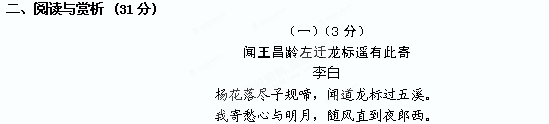 二、阅读与赏析（31分）
（一）（3分）
闻王昌龄左迁龙标遥有此寄
李白
杨花落尽子规啼，闻道龙标过五溪。
我寄愁心与明月，随风直到夜郎西。